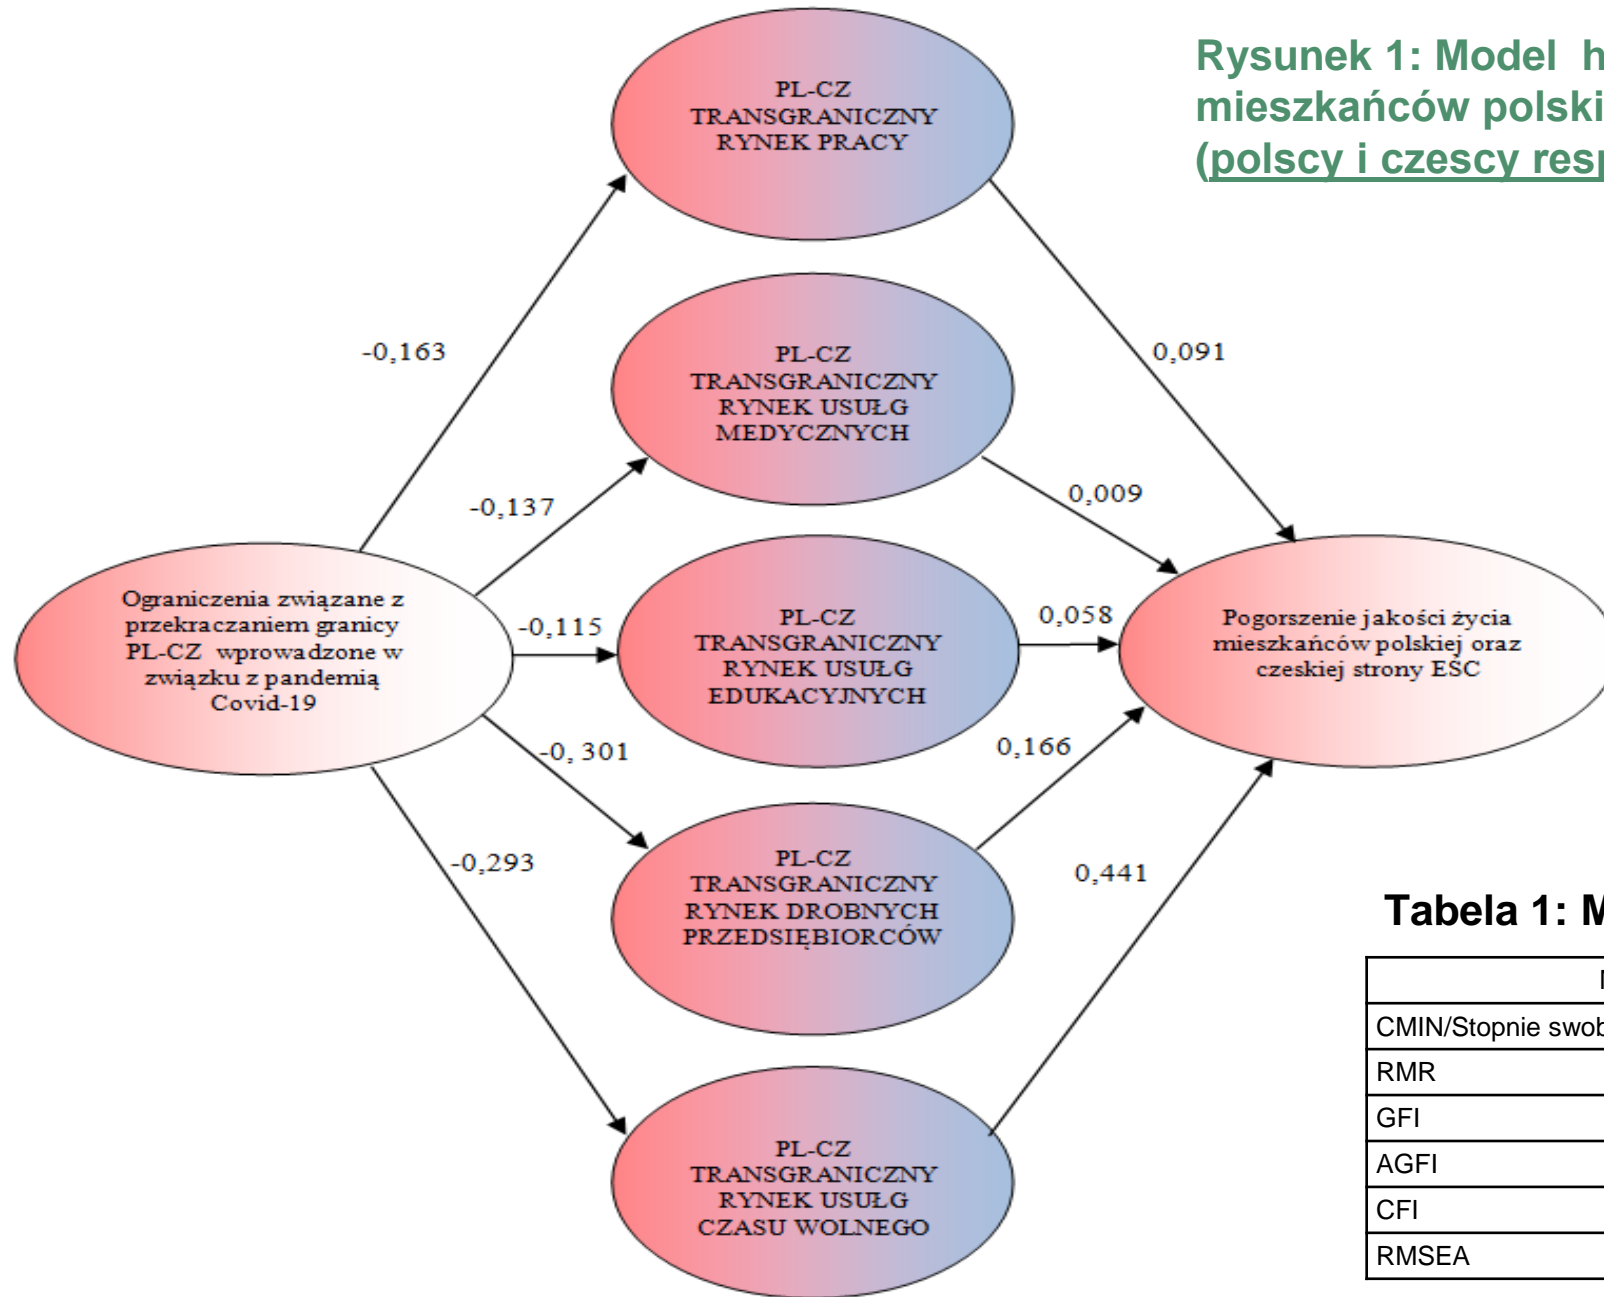 Rysunek 1: Model h
mieszkańców polski
(polscy i czescy resp
PL-CZ
TRANSGRANICZNY
RYNEK PRACY
-0,163
0,091
PL-CZ
TRANSGRANICZNY
RYNEK USUŁG
MEDYCZNYCH
-0,137
0,009
Ograniczenia związane z
przekraczaniem granicy
PL-CZ wprowadzone w
związku z pandemią
Covid-19
-0,115
PL-CZ
TRANSGRANICZNY
RYNEK USUŁG
EDUKACYJNYCH
0,058
Pogorszenie jakości życia
mieszkańców polskiej oraz
czeskiej strony ESC
-0, 301
0,166
PL-CZ
TRANSGRANICZNY
RYNEK DROBNYCH
PRZEDSIĘBIORCÓW
-0,293
0,441
PL-CZ
TRANSGRANICZNY
RYNEK USUŁG
CZASU WOLNEGO
Tabela 1: M
CMIN/Stopnie swob
RMR
GFI
AGFI
CFI
RMSEA